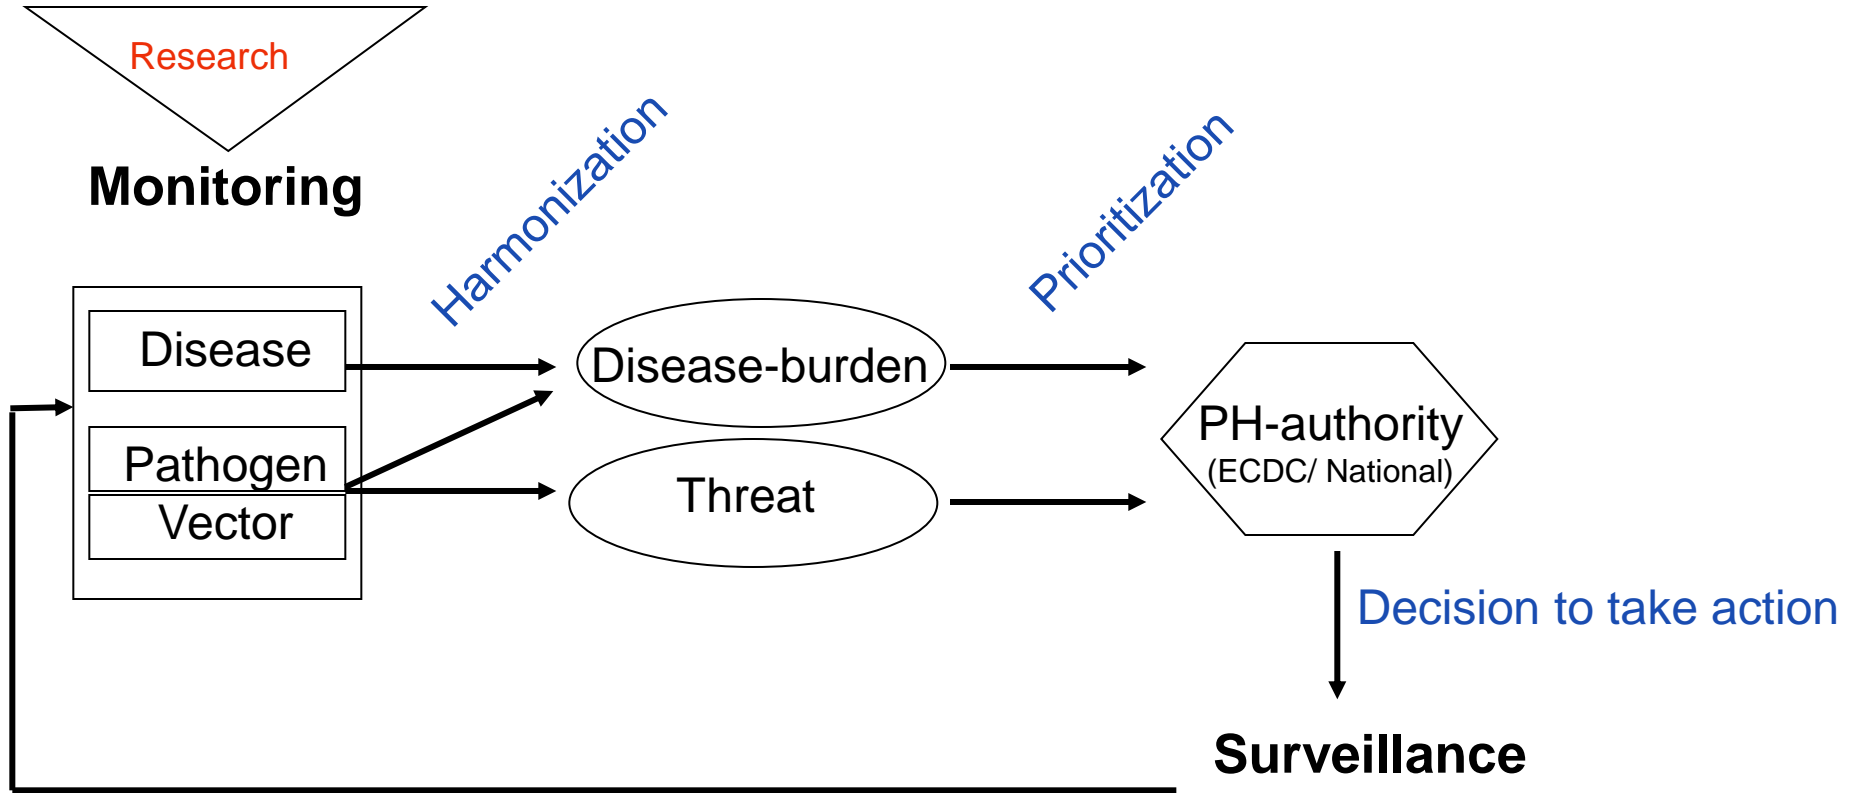 Research
Monitoring
Harmonization
Prioritization
Disease
Pathogen
Vector
Disease-burden
Threat
PH-authority
(ECDC/ National)
Decision to take action
Surveillance